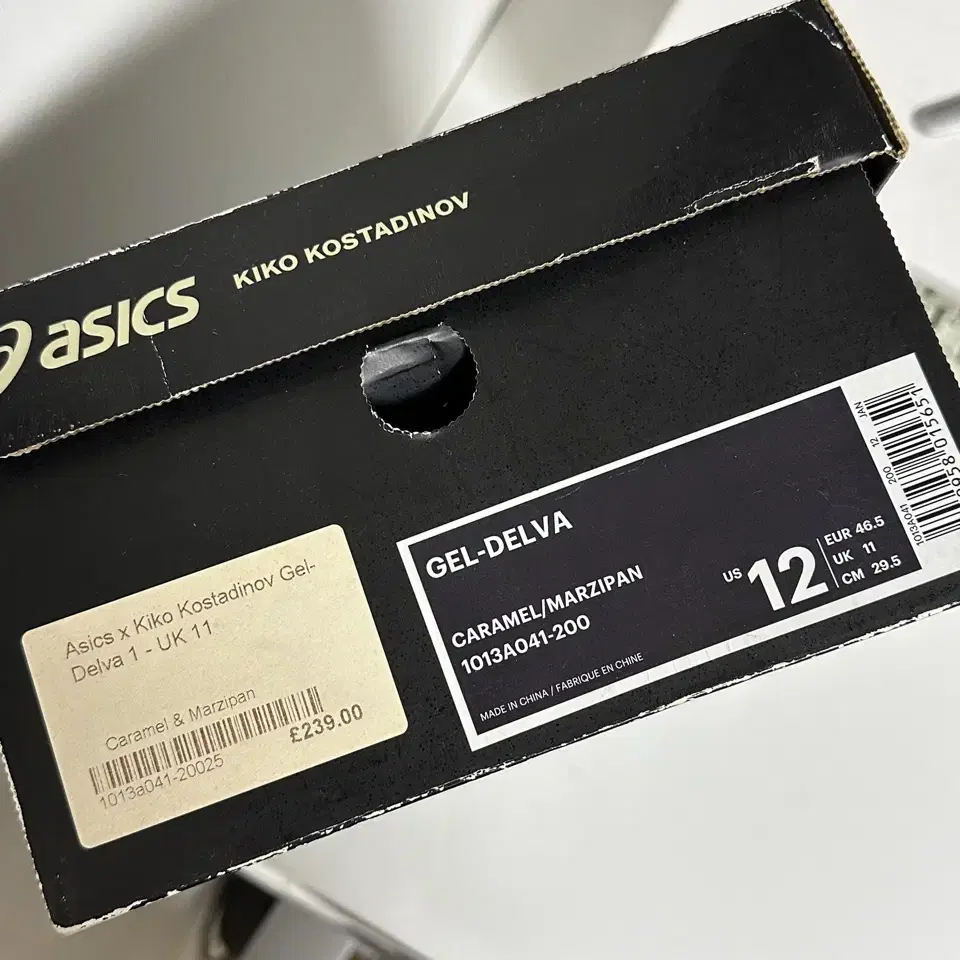 asics KIKO KOSTADINOV
Asics x Kiko Kostadinov Gel-
Delva 1 - UK 11
Caramel & Marzipan
£239.00
1013a041-20025
GEL-DELVA
CARAMEL/MARZIPAN
1013A041-200
MADE IN CHINA / FABRIQUE EN CHINE
US 12
EUR 46.5
UK 11
CM 29.5
1013A041 200 12 JAN